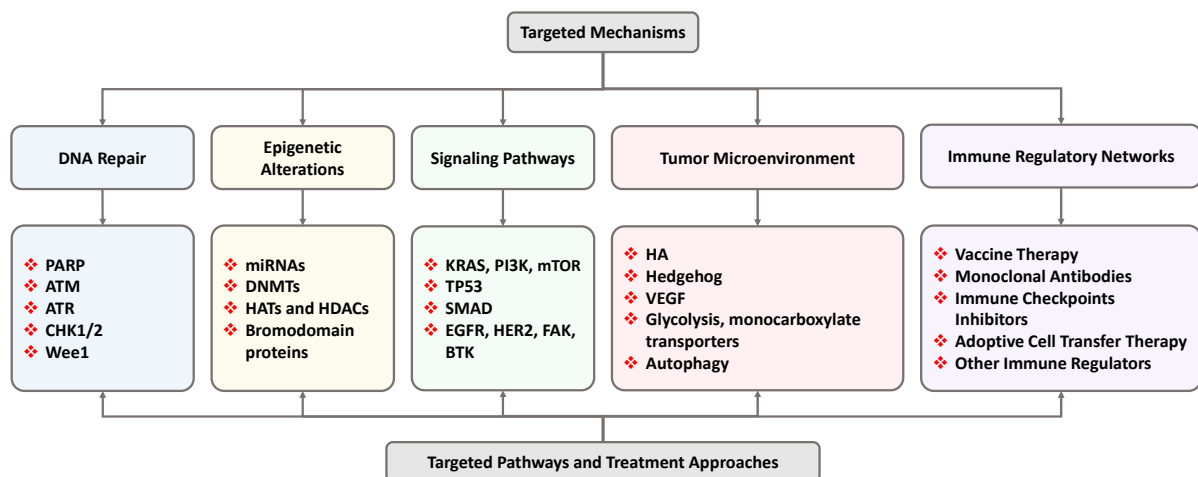 Targeted Mechanisms
DNA Repair
Epigenetic
Alterations
Signaling Pathways
Tumor Microenvironment
Immune Regulatory Networks
PARP
ATM
ATR
CHK1/2
Wee1
miRNAs
DNMTs
HATs and HDACs
Bromodomain
proteins
KRAS, PI3K, mTOR
TP53
SMAD
EGFR, HER2, FAK,
BTK
HA
Hedgehog
VEGF
Glycolysis, monocarboxylate
transporters
Autophagy
Vaccine Therapy
Monoclonal Antibodies
Immune Checkpoints
Inhibitors
Adoptive Cell Transfer Therapy
Other Immune Regulators
Targeted Pathways and Treatment Approaches